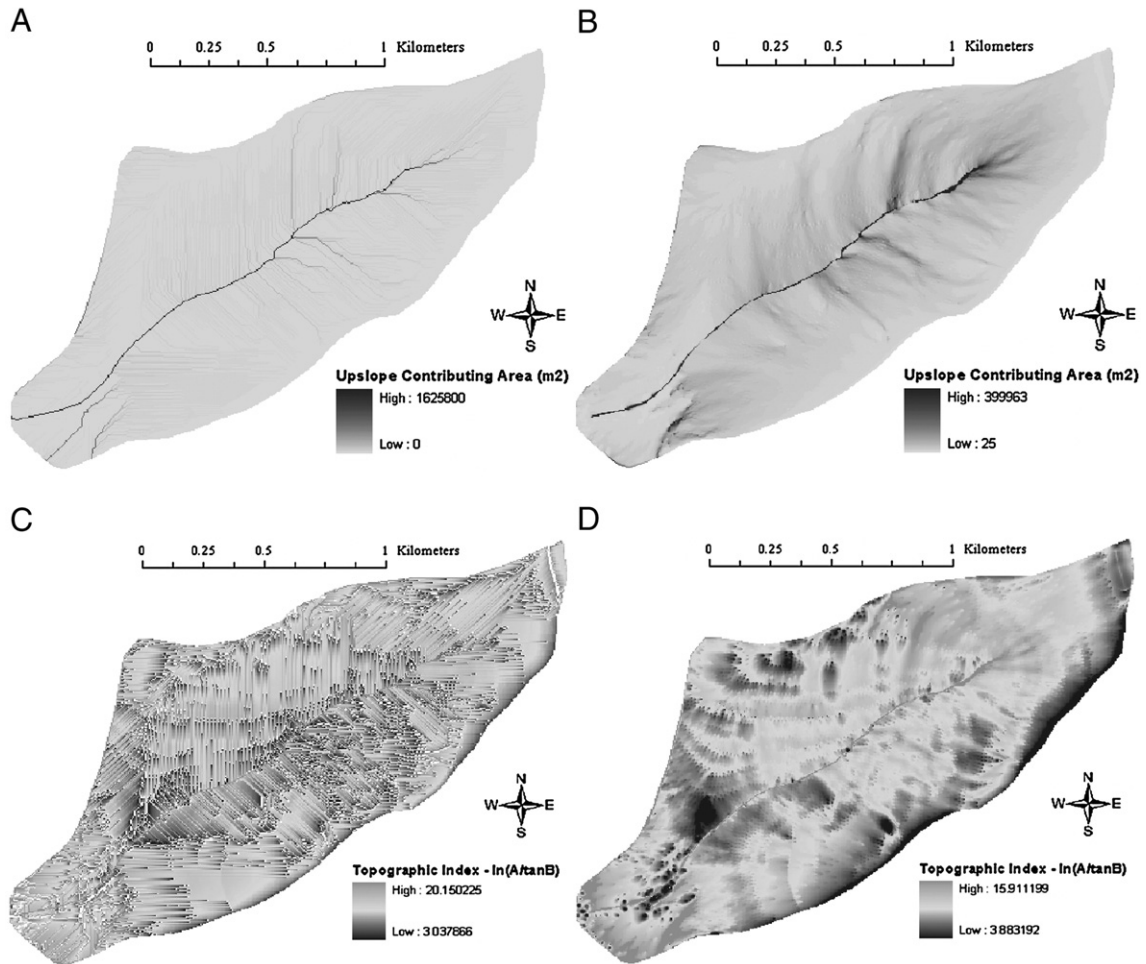 A
0 0.25 0.5 1 Kilometers
N
W E
S
Upslope Contributing Area (m2)
High : 1625800
Low : 0
B
0 0.25 0.5 1 Kilometers
N
W E
S
Upslope Contributing Area (m2)
High : 399963
Low : 25
C
0 0.25 0.5 1 Kilometers
N
W E
S
Topographic Index - ln(A/tanB)
High : 20.150225
Low : 3.037866
D
0 0.25 0.5 1 Kilometers
N
W E
S
Topographic Index - ln(A/tanB)
High : 15.911199
Low : 3.883192